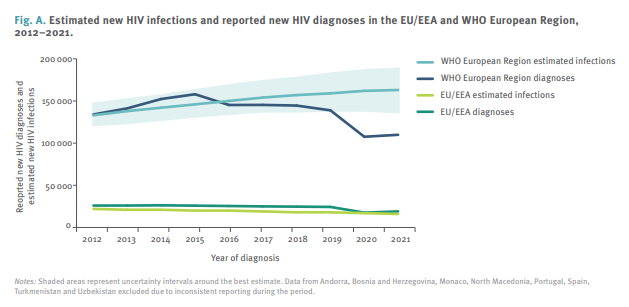 Fig. A. Estimated new HIV infections and reported new HIV diagnoses in the EU/EEA and WHO European Region,
2012–2021.
Reoprted new HIV diagnoses and
estimated new HIV infections
200 000
150 000
100 000
50 000
0
2012 2013 2014 2015 2016 2017 2018 2019 2020 2021
Year of diagnosis
WHO European Region estimated infections
WHO European Region diagnoses
EU/EEA estimated infections
EU/EEA diagnoses
Notes: Shaded areas represent uncertainty intervals around the best estimate. Data from Andorra, Bosnia and Herzegovina, Monaco, North Macedonia, Portugal, Spain,
Turkmenistan and Uzbekistan excluded due to inconsistent reporting during the period.